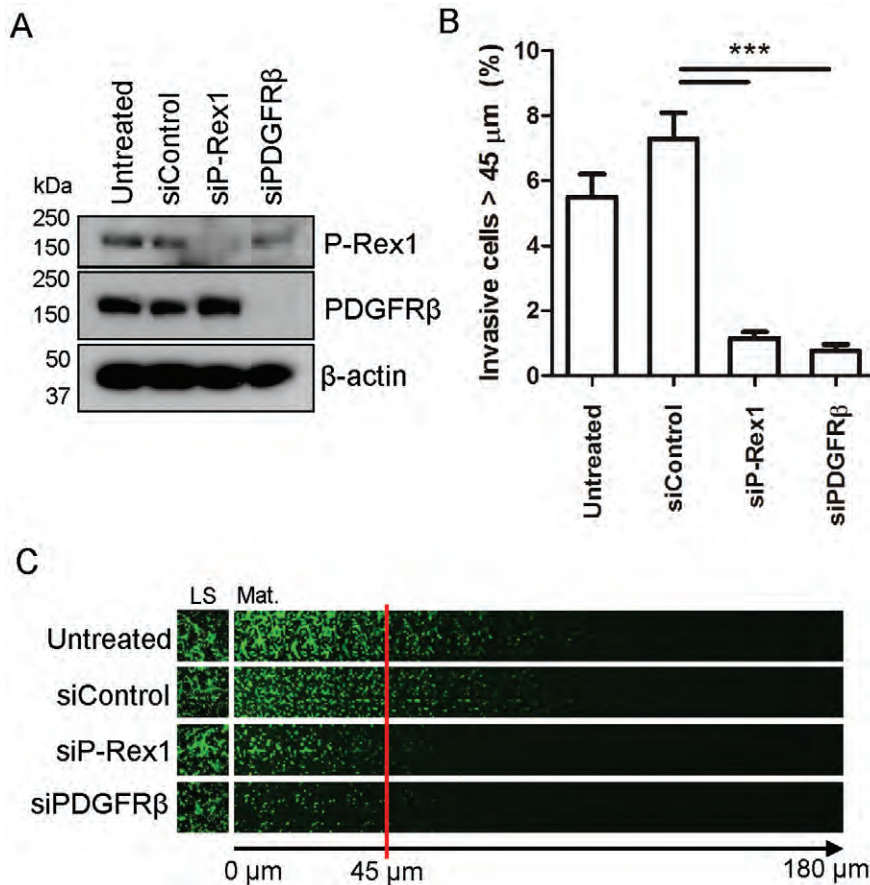 A
Untreated
siControl
siP-Rex1
siPDGFRβ
kDa
250
150
P-Rex1
250
150
PDGFRβ
50
37
β-actin
B
Invasive cells > 45 μm (%)
10
8
6
4
2
0
***
Untreated
siControl
siP-Rex1
siPDGFRβ
C
LS Mat.
Untreated
siControl
siP-Rex1
siPDGFRβ
0 μm 45 μm 180 μm